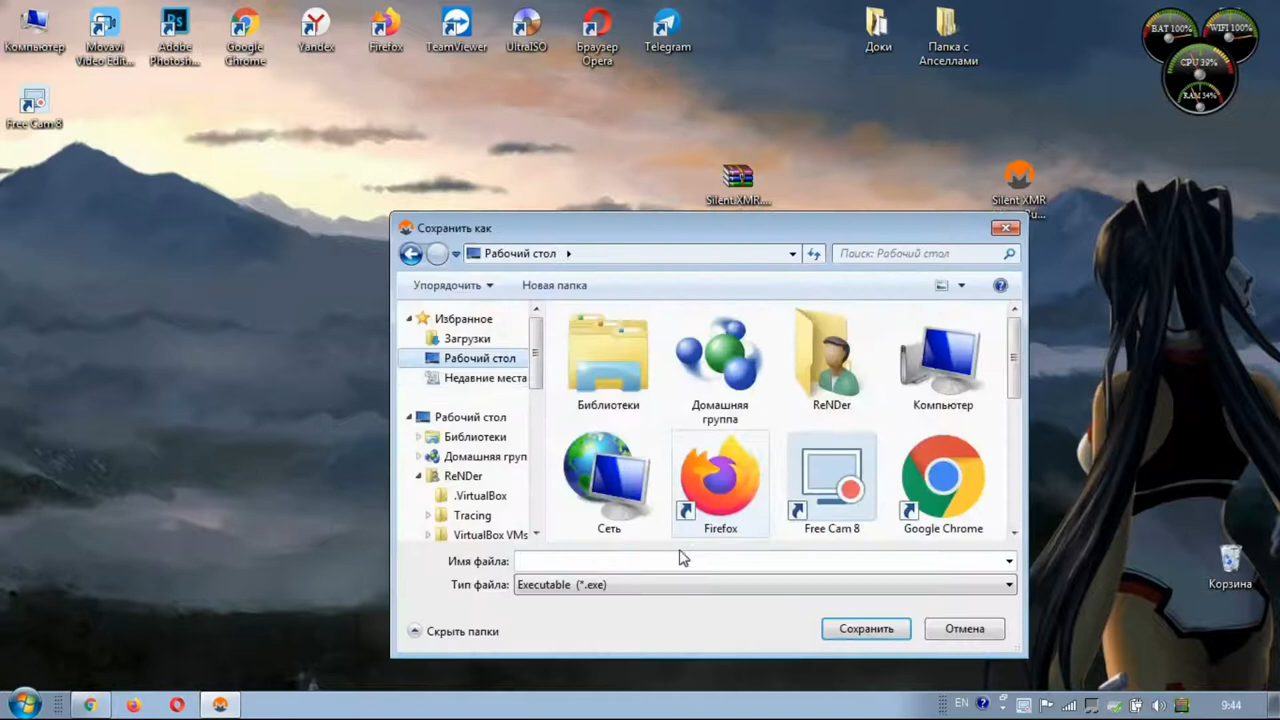 Компьютер
Movavi
Video Edit...
Adobe
Photosh...
Google
Chrome
Yandex
Firefox
TeamViewer
UltraISO
Браузер
Opera
Telegram
Доки
Папка с
Апселлами
BAT 100%
WIFI 100%
CPU 39%
RAM 34%
Free Cam 8
Silent XMR....
Silent XMR
Сохранить как
Рабочий стол
Поиск: Рабочий стол
Упорядочить
Новая папка
Избранное
Загрузки
Рабочий стол
Недавние места
Рабочий стол
Библиотеки
Домашняя груп
ReNDer
.VirtualBox
Tracing
VirtualBox VMs
Библиотеки
Домашняя
группа
ReNDer
Компьютер
Сеть
Firefox
Free Cam 8
Google Chrome
Имя файла:
Тип файла:
Executable (*.exe)
Скрыть папки
Сохранить
Отмена
Корзина
EN
9:44